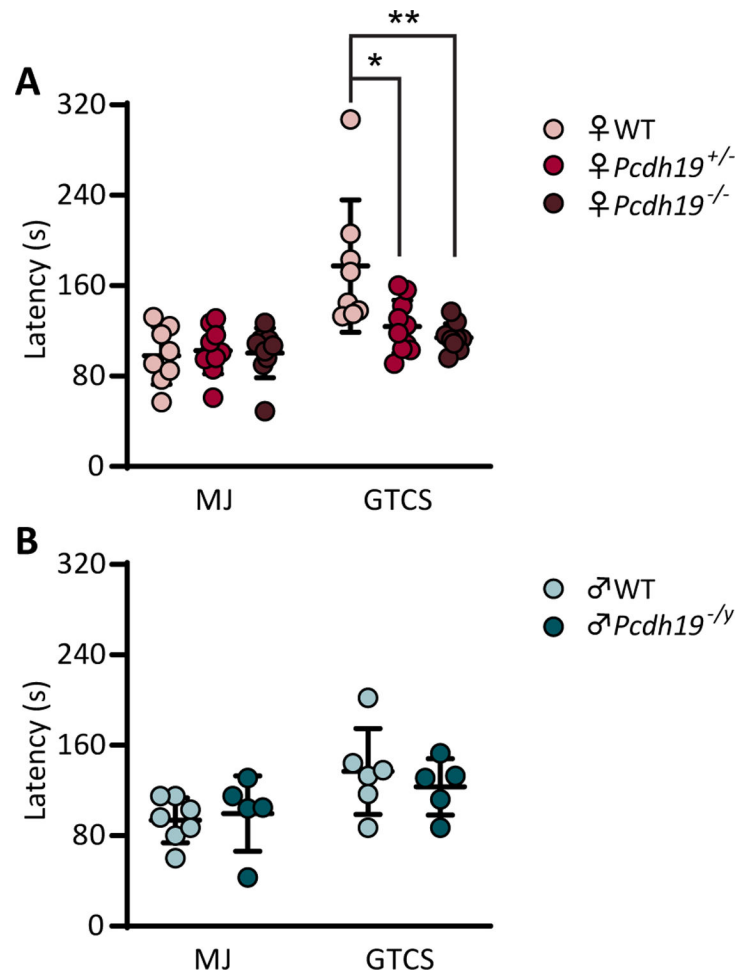 **
*
A
320
240
160
80
0
Latency (s)
MJ
GTCS
♀WT
♀Pcdh19+/-
♀Pcdh19-/-
B
320
240
160
80
0
Latency (s)
MJ
GTCS
♂WT
♂Pcdh19-/y